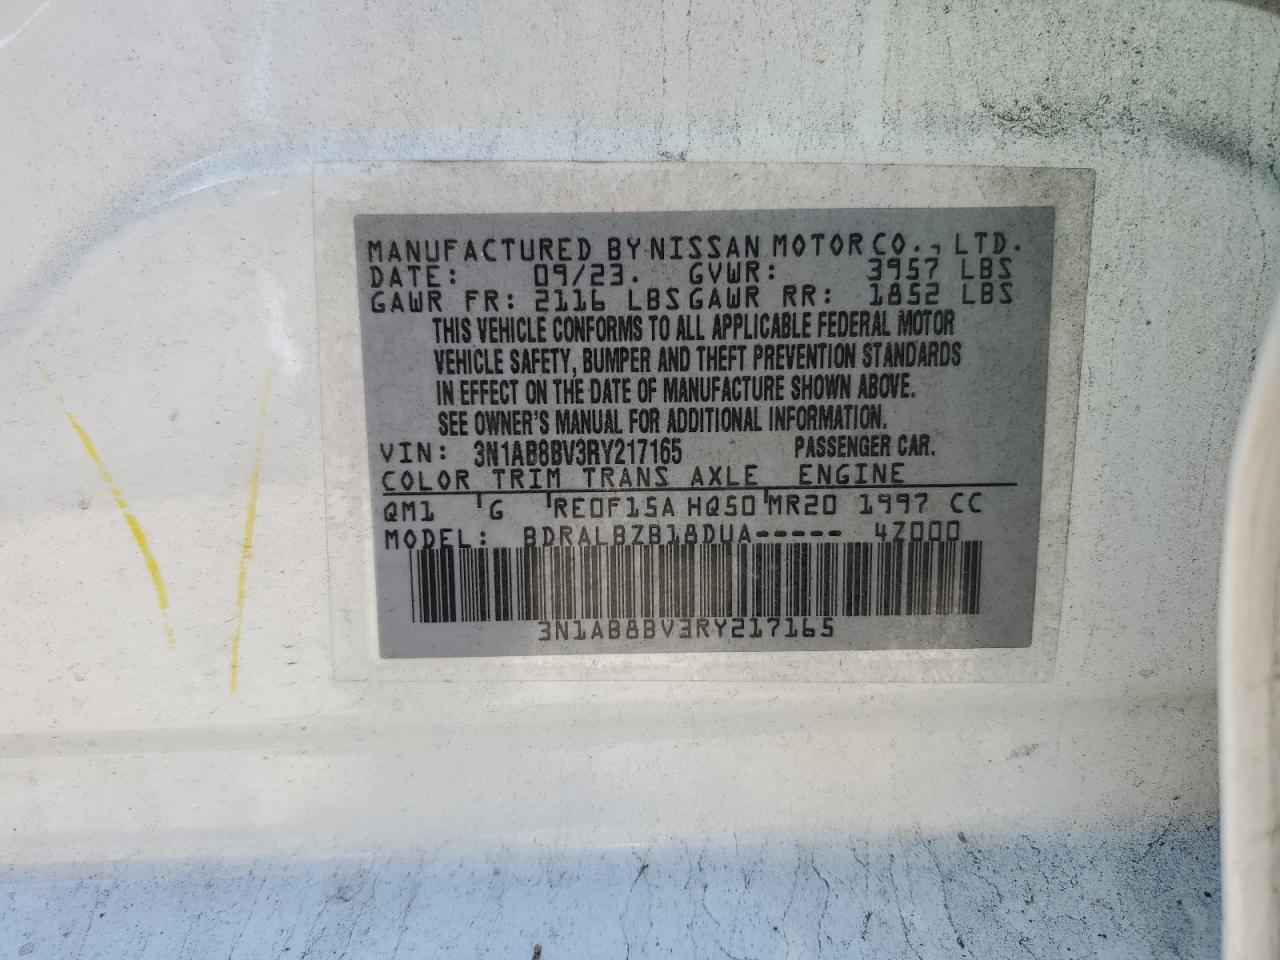 MANUFACTURED BY NISSAN MOTOR CO., LTD.
DATE: 09/23. GVWR: 3957 LBS
GAWR FR: 2116 LBS GAWR RR: 1852 LBS
THIS VEHICLE CONFORMS TO ALL APPLICABLE FEDERAL MOTOR
VEHICLE SAFETY, BUMPER AND THEFT PREVENTION STANDARDS
IN EFFECT ON THE DATE OF MANUFACTURE SHOWN ABOVE.
SEE OWNER'S MANUAL FOR ADDITIONAL INFORMATION.
VIN: 3N1AB8BV3RY217165 PASSENGER CAR.
COLOR TRIM TRANS AXLE ENGINE
QM1 G RE0F15A HQ50 MR20 1997 CC
MODEL: BDRALBZB18DUA----- 4Z000
3N1AB8BV3RY217165